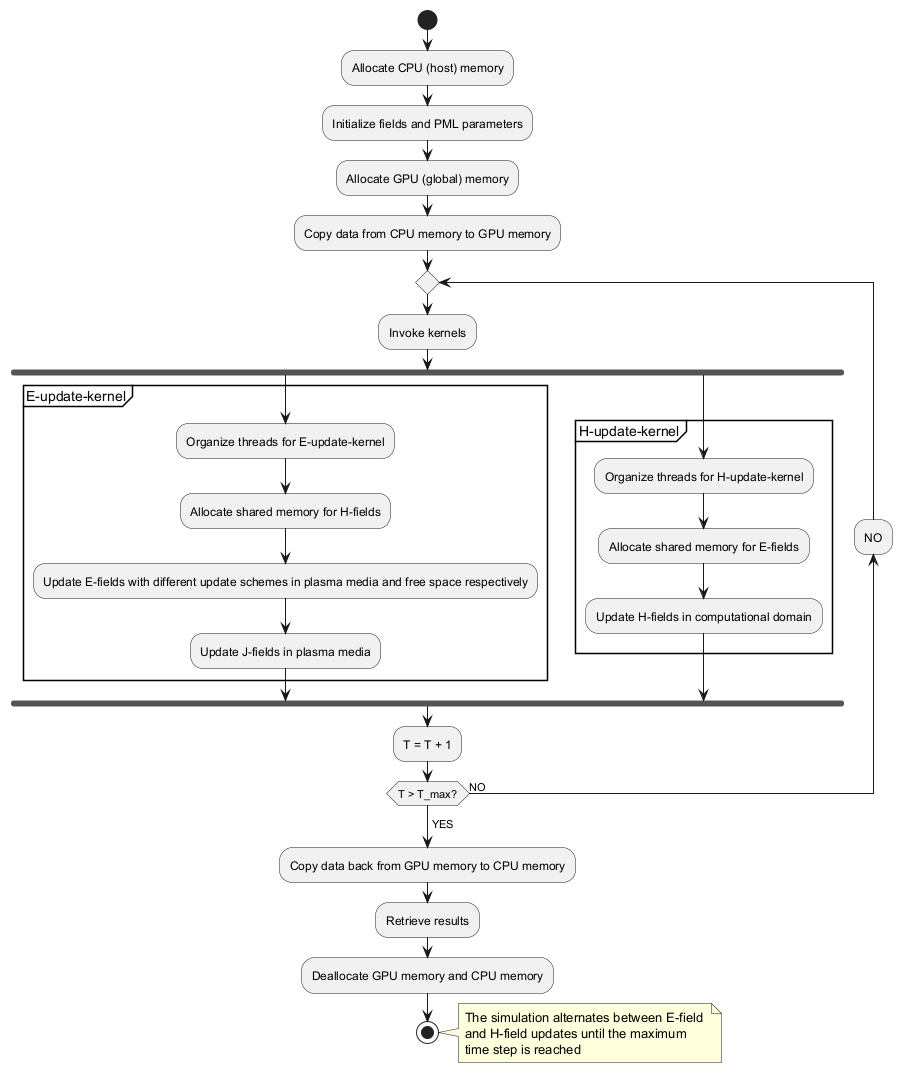 Allocate CPU (host) memory
Initialize fields and PML parameters
Allocate GPU (global) memory
Copy data from CPU memory to GPU memory
Invoke kernels
E-update-kernel
Organize threads for E-update-kernel
Allocate shared memory for H-fields
Update E-fields with different update schemes in plasma media and free space respectively
Update J-fields in plasma media
H-update-kernel
Organize threads for H-update-kernel
Allocate shared memory for E-fields
Update H-fields in computational domain
NO
T = T + 1
T > T_max?
NO
YES
Copy data back from GPU memory to CPU memory
Retrieve results
Deallocate GPU memory and CPU memory
The simulation alternates between E-field
and H-field updates until the maximum
time step is reached